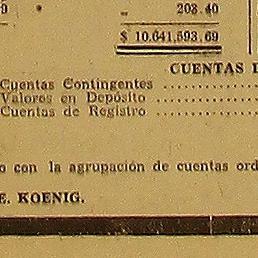 9 „ 203.40
$ 10.641,593.69
CUENTAS
Cuentas Contingentes
Valores en Depósito
Cuentas de Registro
con la agrupación de cuentas
E. KOENIG.